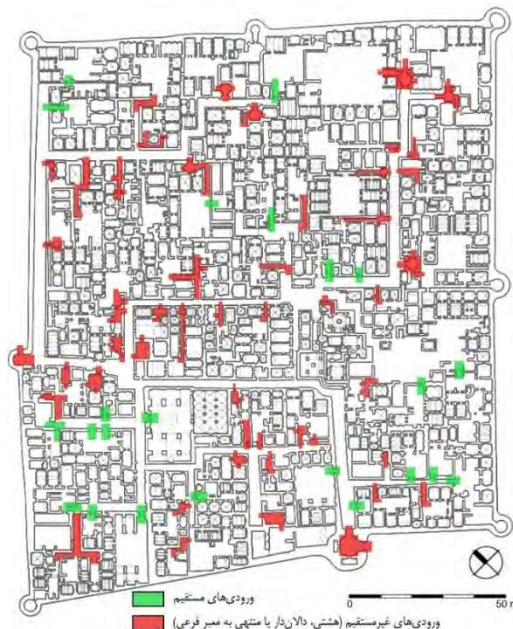 ورودی‌های مستقیم
ورودی‌های غیرمستقیم (هشتی، دالان‌دار یا منتهی به معبر فرعی)
0
50 m